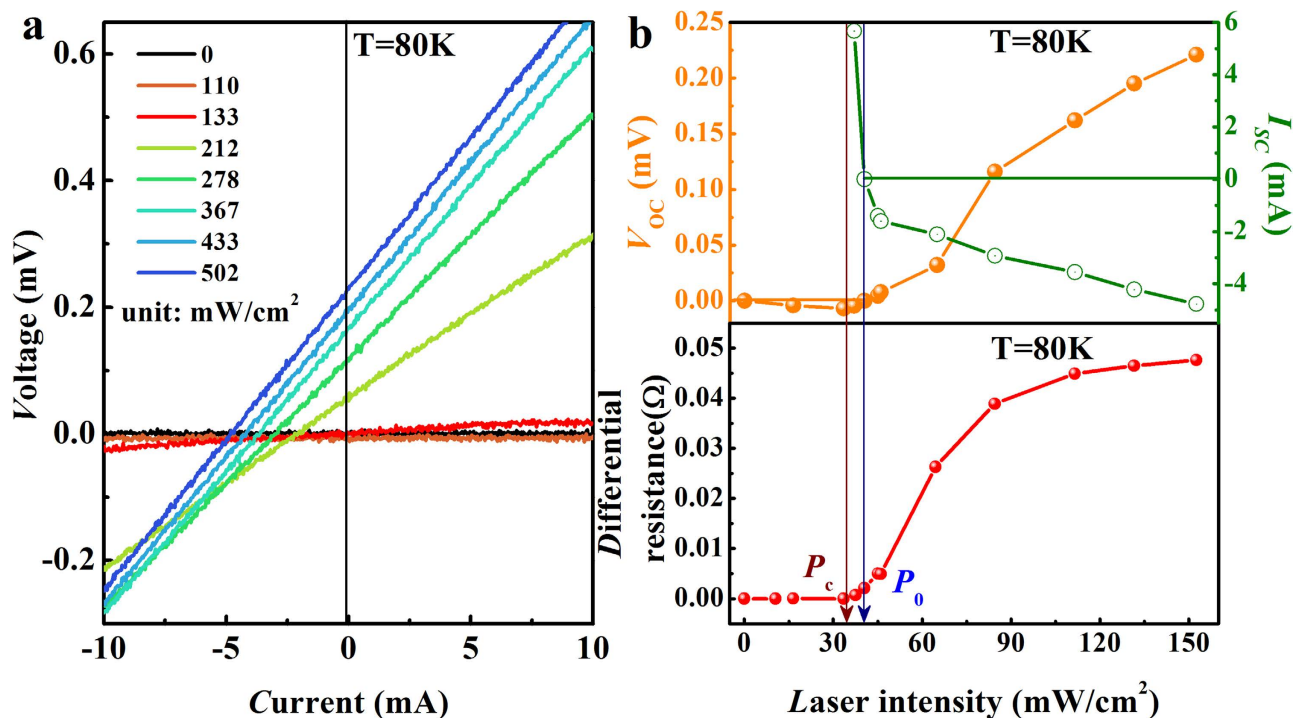 a
T=80K
0
110
133
212
278
367
433
502
unit: mW/cm²
Voltage (mV)
0.6
0.4
0.2
0.0
-0.2
-10
-5
0
5
10
Current (mA)
b
T=80K
V_OC (mV)
0.25
0.20
0.15
0.10
0.05
0.00
I_SC (mA)
6
4
2
0
-2
-4
T=80K
Differential
resistance(Ω)
0.05
0.04
0.03
0.02
0.01
0.00
P_c
P_0
0
30
60
90
120
150
Laser intensity (mW/cm²)